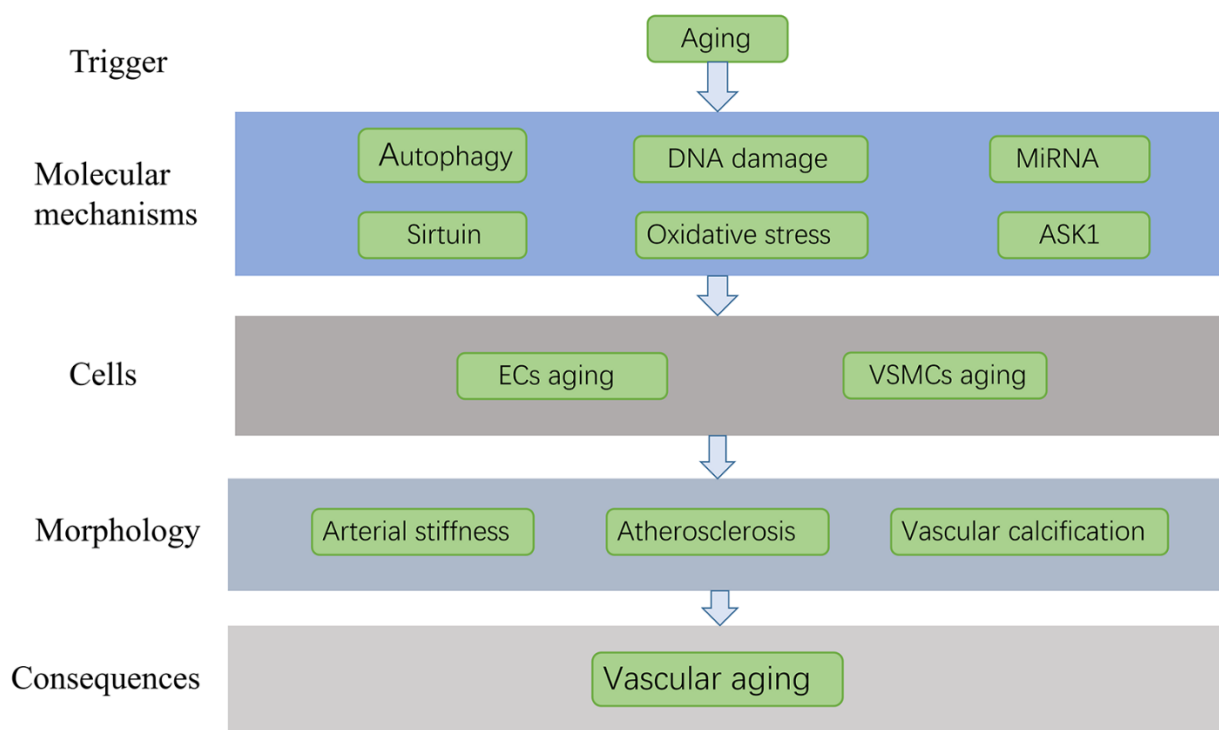 Trigger
Aging
Molecular
mechanisms
Autophagy
DNA damage
MiRNA
Sirtuin
Oxidative stress
ASK1
Cells
ECs aging
VSMCs aging
Morphology
Arterial stiffness
Atherosclerosis
Vascular calcification
Consequences
Vascular aging